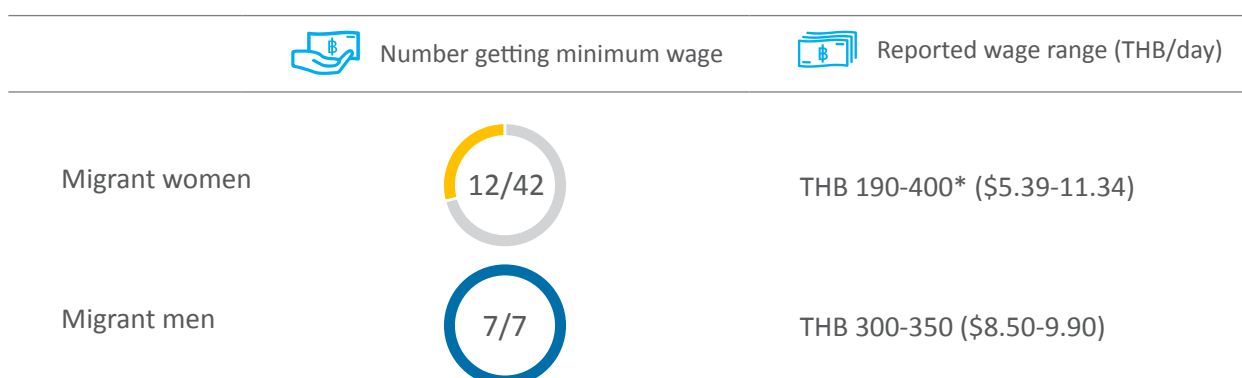 Number getting minimum wage
Reported wage range (THB/day)
Migrant women
12/42
THB 190-400* ($5.39-11.34)
Migrant men
7/7
THB 300-350 ($8.50-9.90)